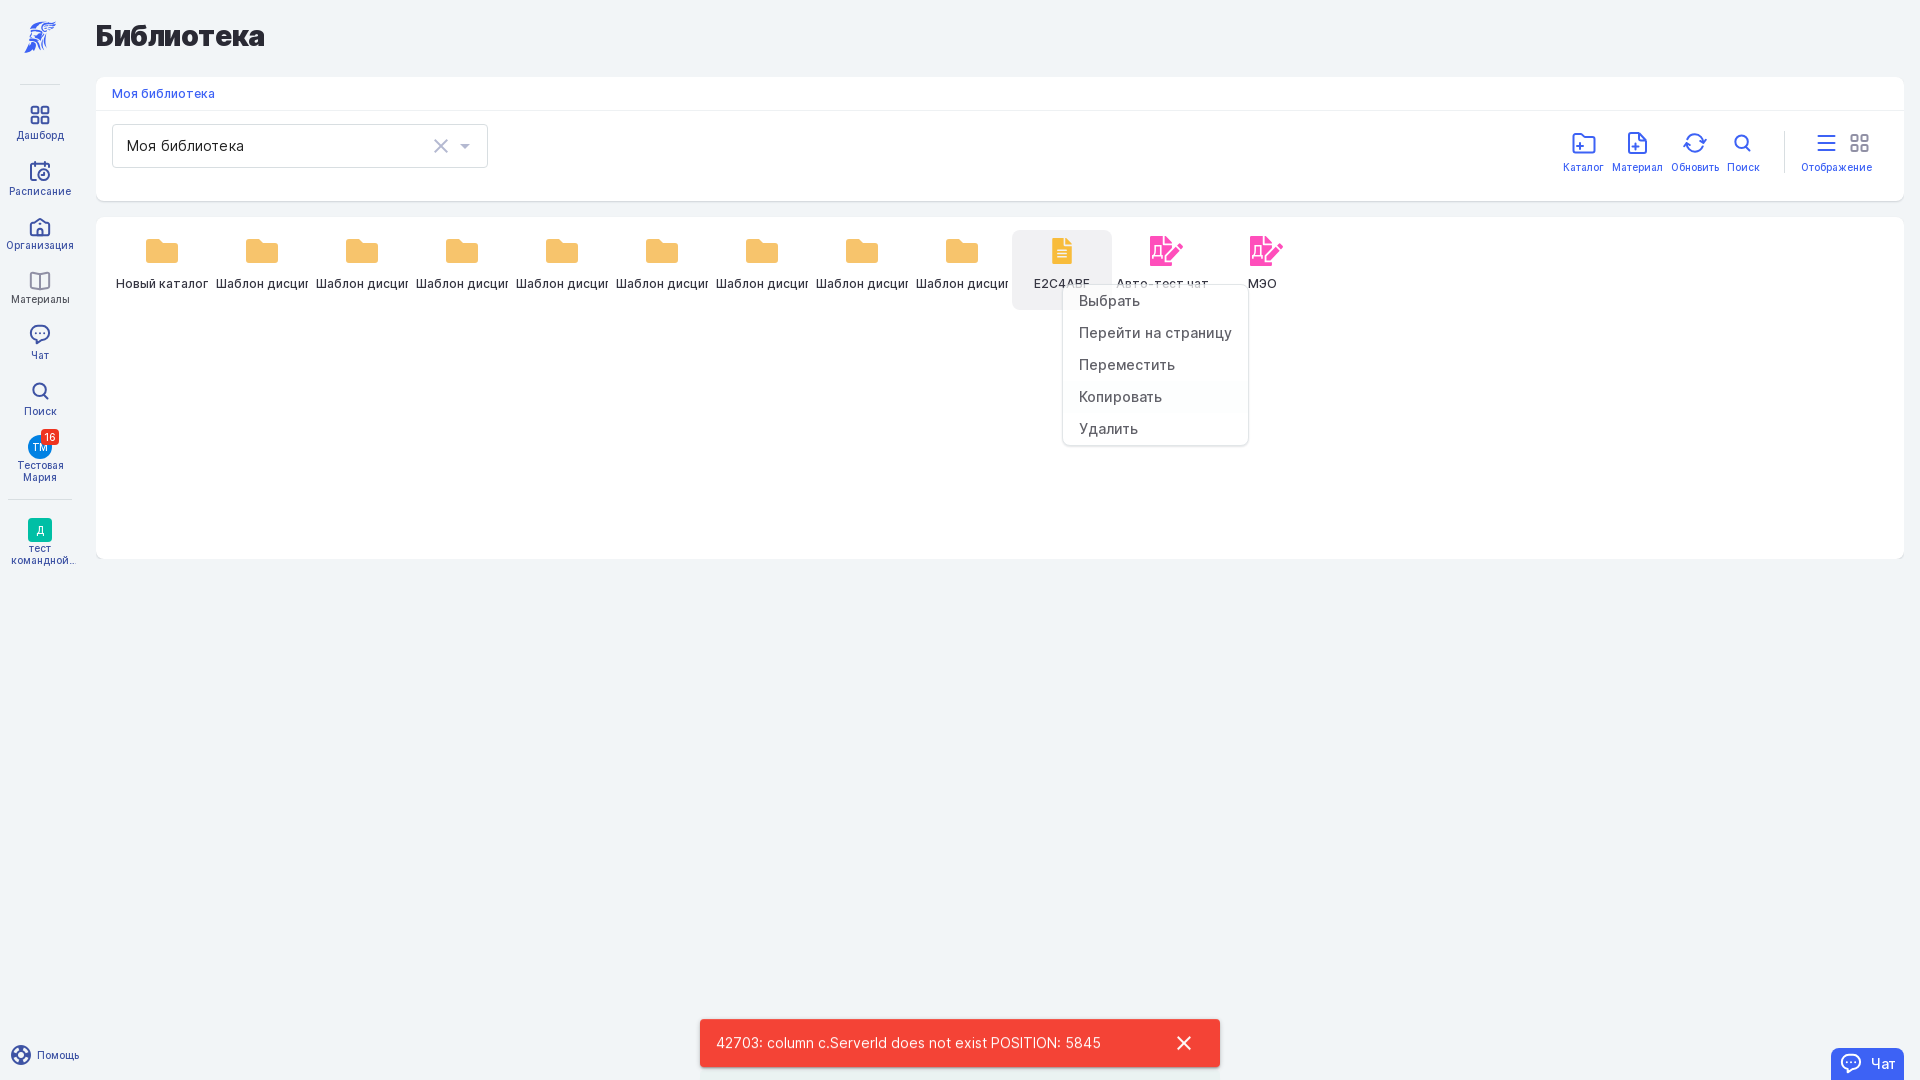 Библиотека
Моя библиотека
Моя библиотека
Каталог
Материал
Обновить
Поиск
Отображение
Дашборд
Расписание
Организация
Материалы
Чат
Поиск
16
ТМ
Тестовая
Мария
Д
тест
командной...
Помощь
Новый каталог
Шаблон дисцип
Шаблон дисцип
Шаблон дисцип
Шаблон дисцип
Шаблон дисцип
Шаблон дисцип
Шаблон дисцип
Шаблон дисцип
E2C4ABF
Авто-тест чат
МЭО
Выбрать
Перейти на страницу
Переместить
Копировать
Удалить
42703: column c.ServerId does not exist POSITION: 5845
Чат